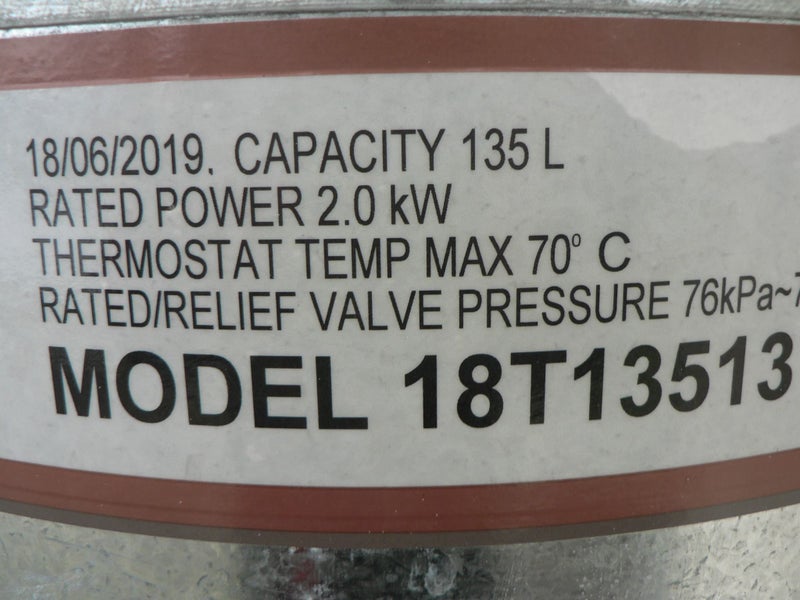 18/06/2019. CAPACITY 135 L
RATED POWER 2.0 kW
THERMOSTAT TEMP MAX 70° C
RATED/RELIEF VALVE PRESSURE 76kPa~7
MODEL 18T13513